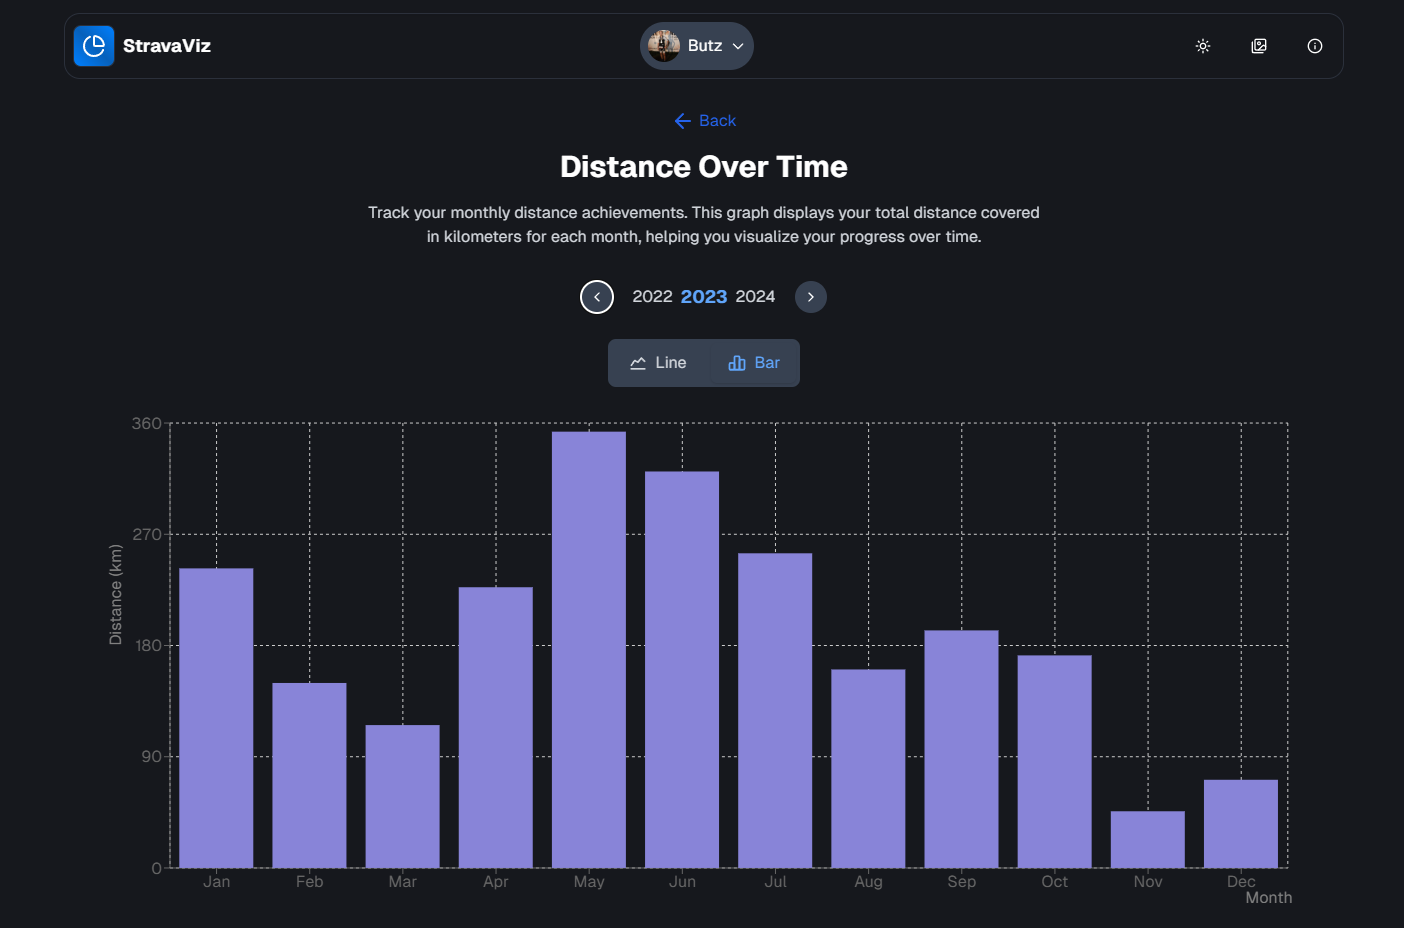 StravaViz
Butz
Back
Distance Over Time
Track your monthly distance achievements. This graph displays your total distance covered
in kilometers for each month, helping you visualize your progress over time.
2022 2023 2024
Line Bar
360
270
180
90
0
Distance (km)
Jan Feb Mar Apr May Jun Jul Aug Sep Oct Nov Dec
Month